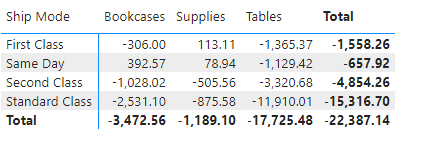 Ship Mode Bookcases Supplies Tables Total
First Class -306.00 113.11 -1,365.37 -1,558.26
Same Day 392.57 78.94 -1,129.42 -657.92
Second Class -1,028.02 -505.56 -3,320.68 -4,854.26
Standard Class -2,531.10 -875.58 -11,910.01 -15,316.70
Total -3,472.56 -1,189.10 -17,725.48 -22,387.14